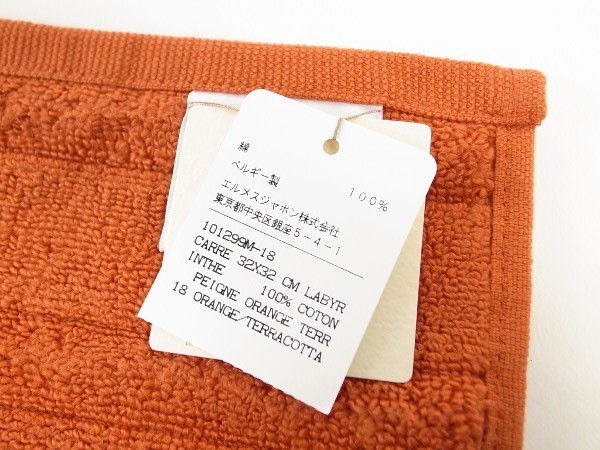 綿 100%
ベルギー製
エルメスジャポン株式会社
東京都中央区銀座5-4-1
101299M-18
CARRE 32X32 CM LABYR
INTHE 100% COTON
PEIGNE ORANGE TERR
18 ORANGE/TERRACOTTA